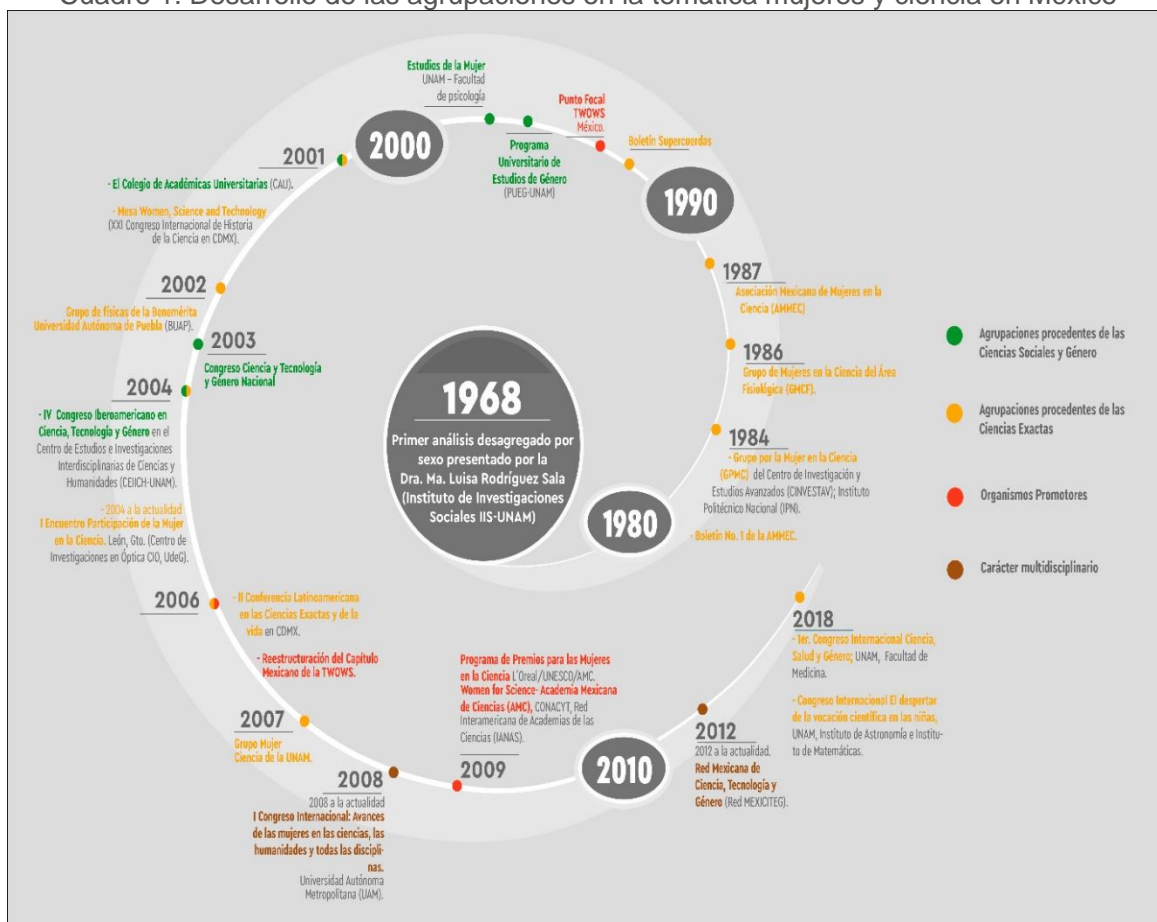 Cuadro 1. Desarrollo de las agrupaciones en la temática mujeres y ciencia en México
1968
Primer análisis desagregado por
sexo presentado por la
Dra. Ma. Luisa Rodríguez Sala
(Instituto de Investigaciones
Sociales IIS-UNAM)
1980
1984
- Grupo por la Mujer en la Ciencia
(GPMC) del Centro de Investigación y
Estudios Avanzados (CINVESTAV); Instituto
Politécnico Nacional (IPN).
- Boletín No. 1 de la AMMEC.
1986
Grupo de Mujeres en la Ciencia del Área
Fisiológica (GMCF).
1987
Asociación Mexicana de Mujeres en la
Ciencia (AMMEC)
1990
Boletín Supercuerdas
Punto Focal
TWOWS
México.
Programa
Universitario de
Estudios de Género
(PUEG-UNAM)
Estudios de la Mujer
UNAM – Facultad
de psicología
2000
2001
- El Colegio de Académicas Universitarias (CAU).
- Mesa Women, Science and Technology
(XXI Congreso Internacional de Historia
de la Ciencia en CDMX).
2002
Grupo de físicas de la Benemérita
Universidad Autónoma de Puebla (BUAP).
2003
Congreso Ciencia y Tecnología
y Género Nacional
2004
- IV Congreso Iberoamericano en
Ciencia, Tecnología y Género en el
Centro de Estudios e Investigaciones
Interdisciplinarias de Ciencias y
Humanidades (CEIICH-UNAM).
- 2004 a la actualidad
I Encuentro Participación de la Mujer
en la Ciencia. León, Gto. (Centro de
Investigaciones en Óptica CIO, UdeG).
2006
- II Conferencia Latinoamericana
en las Ciencias Exactas y de la
vida en CDMX.
- Reestructuración del Capítulo
Mexicano de la TWOWS.
2007
Grupo Mujer
Ciencia de la UNAM.
2008
2008 a la actualidad
I Congreso Internacional: Avances
de las mujeres en las ciencias, las
humanidades y todas las discipli-
nas.
Universidad Autónoma
Metropolitana (UAM).
Programa de Premios para las Mujeres
en la Ciencia L´Oreal/UNESCO/AMC.
Women for Science- Academia Mexicana
de Ciencias (AMC), CONACYT, Red
Interamericana de Academias de las
Ciencias (IANAS).
2009
2010
2012
2012 a la actualidad.
Red Mexicana de
Ciencia, Tecnología y
Género (Red MEXICITEG).
2018
- 1er. Congreso Internacional Ciencia,
Salud y Género; UNAM, Facultad de
Medicina.
- Congreso Internacional El despertar
de la vocación científica en las niñas,
UNAM, Instituto de Astronomía e Institu-
to de Matemáticas.
Agrupaciones procedentes de las
Ciencias Sociales y Género
Agrupaciones procedentes de las
Ciencias Exactas
Organismos Promotores
Carácter multidisciplinario